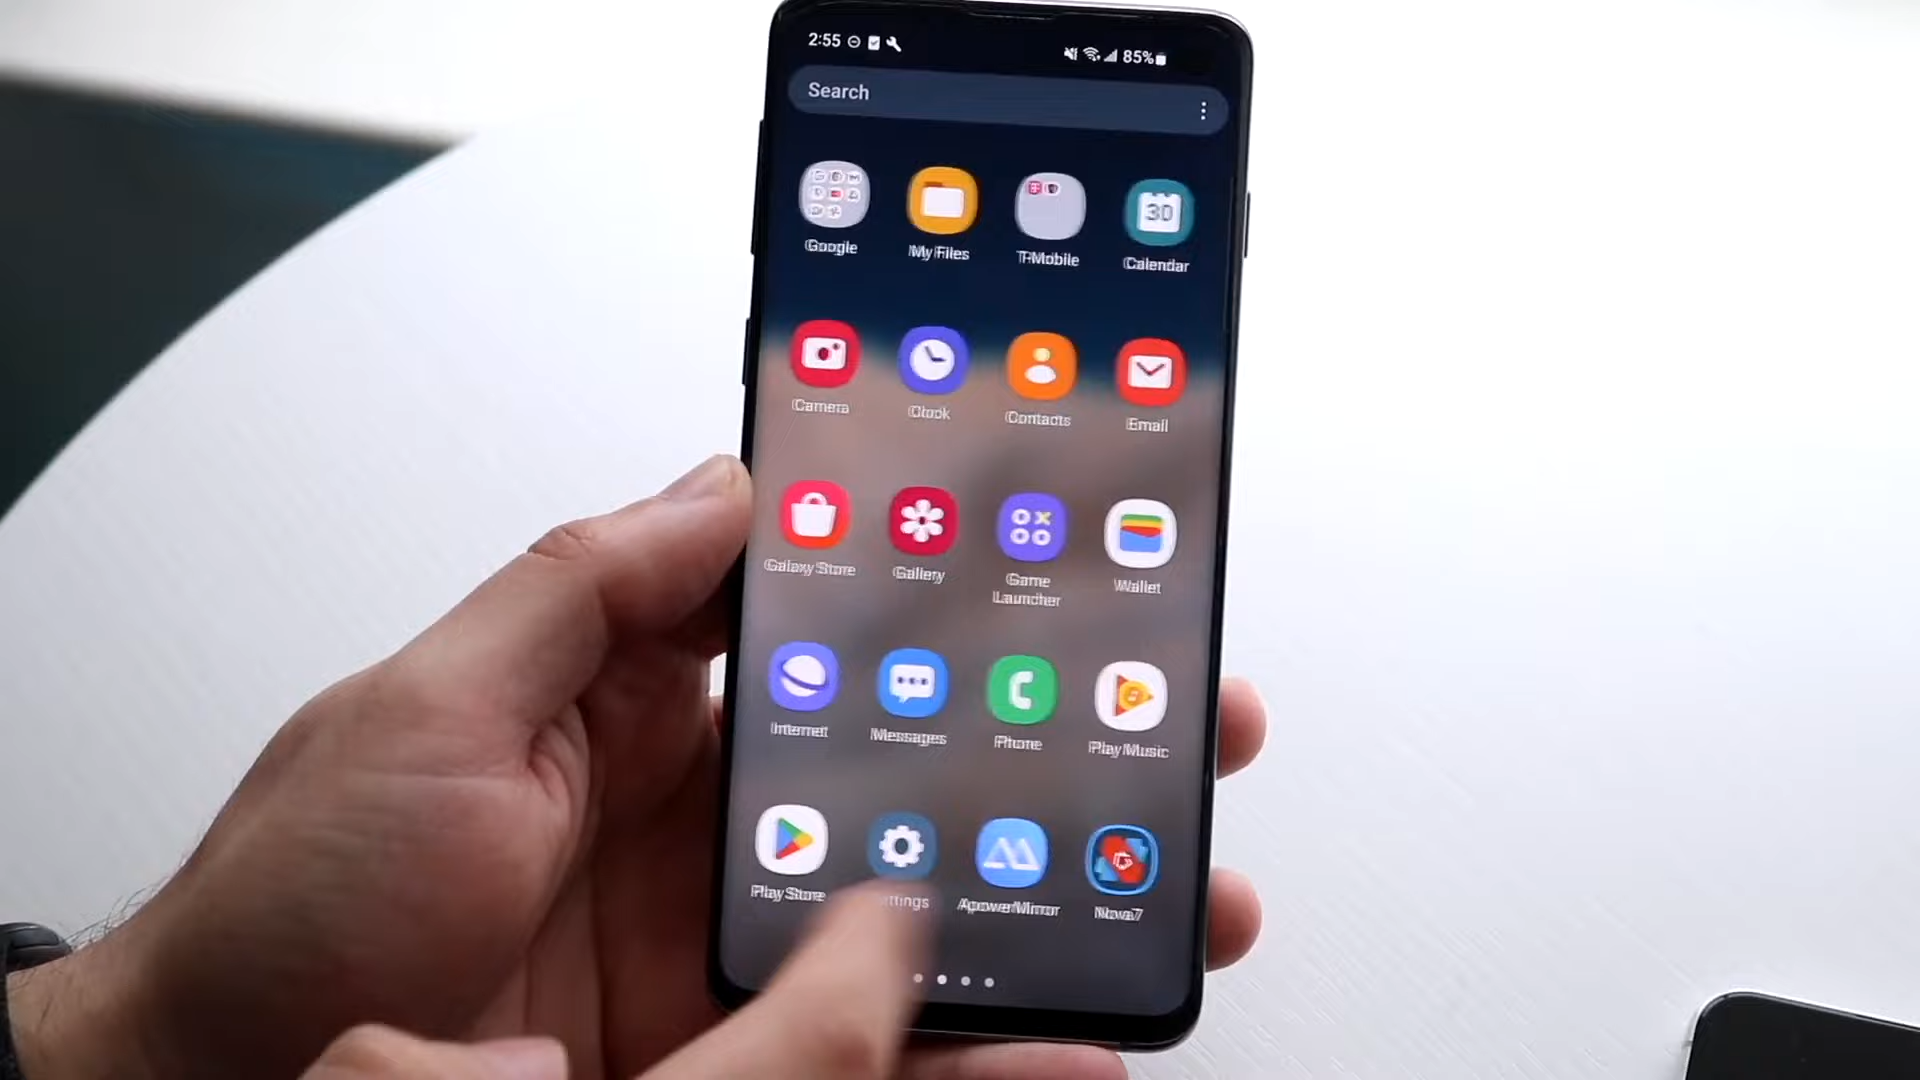 2:55
85%
Search
Google
My Files
T-Mobile
Calendar
30
Camera
Clock
Contacts
Email
Galaxy Store
Gallery
Game
Launcher
Wallet
Internet
Messages
Phone
Play Music
Play Store
ettings
ApowerMirror
Nova7